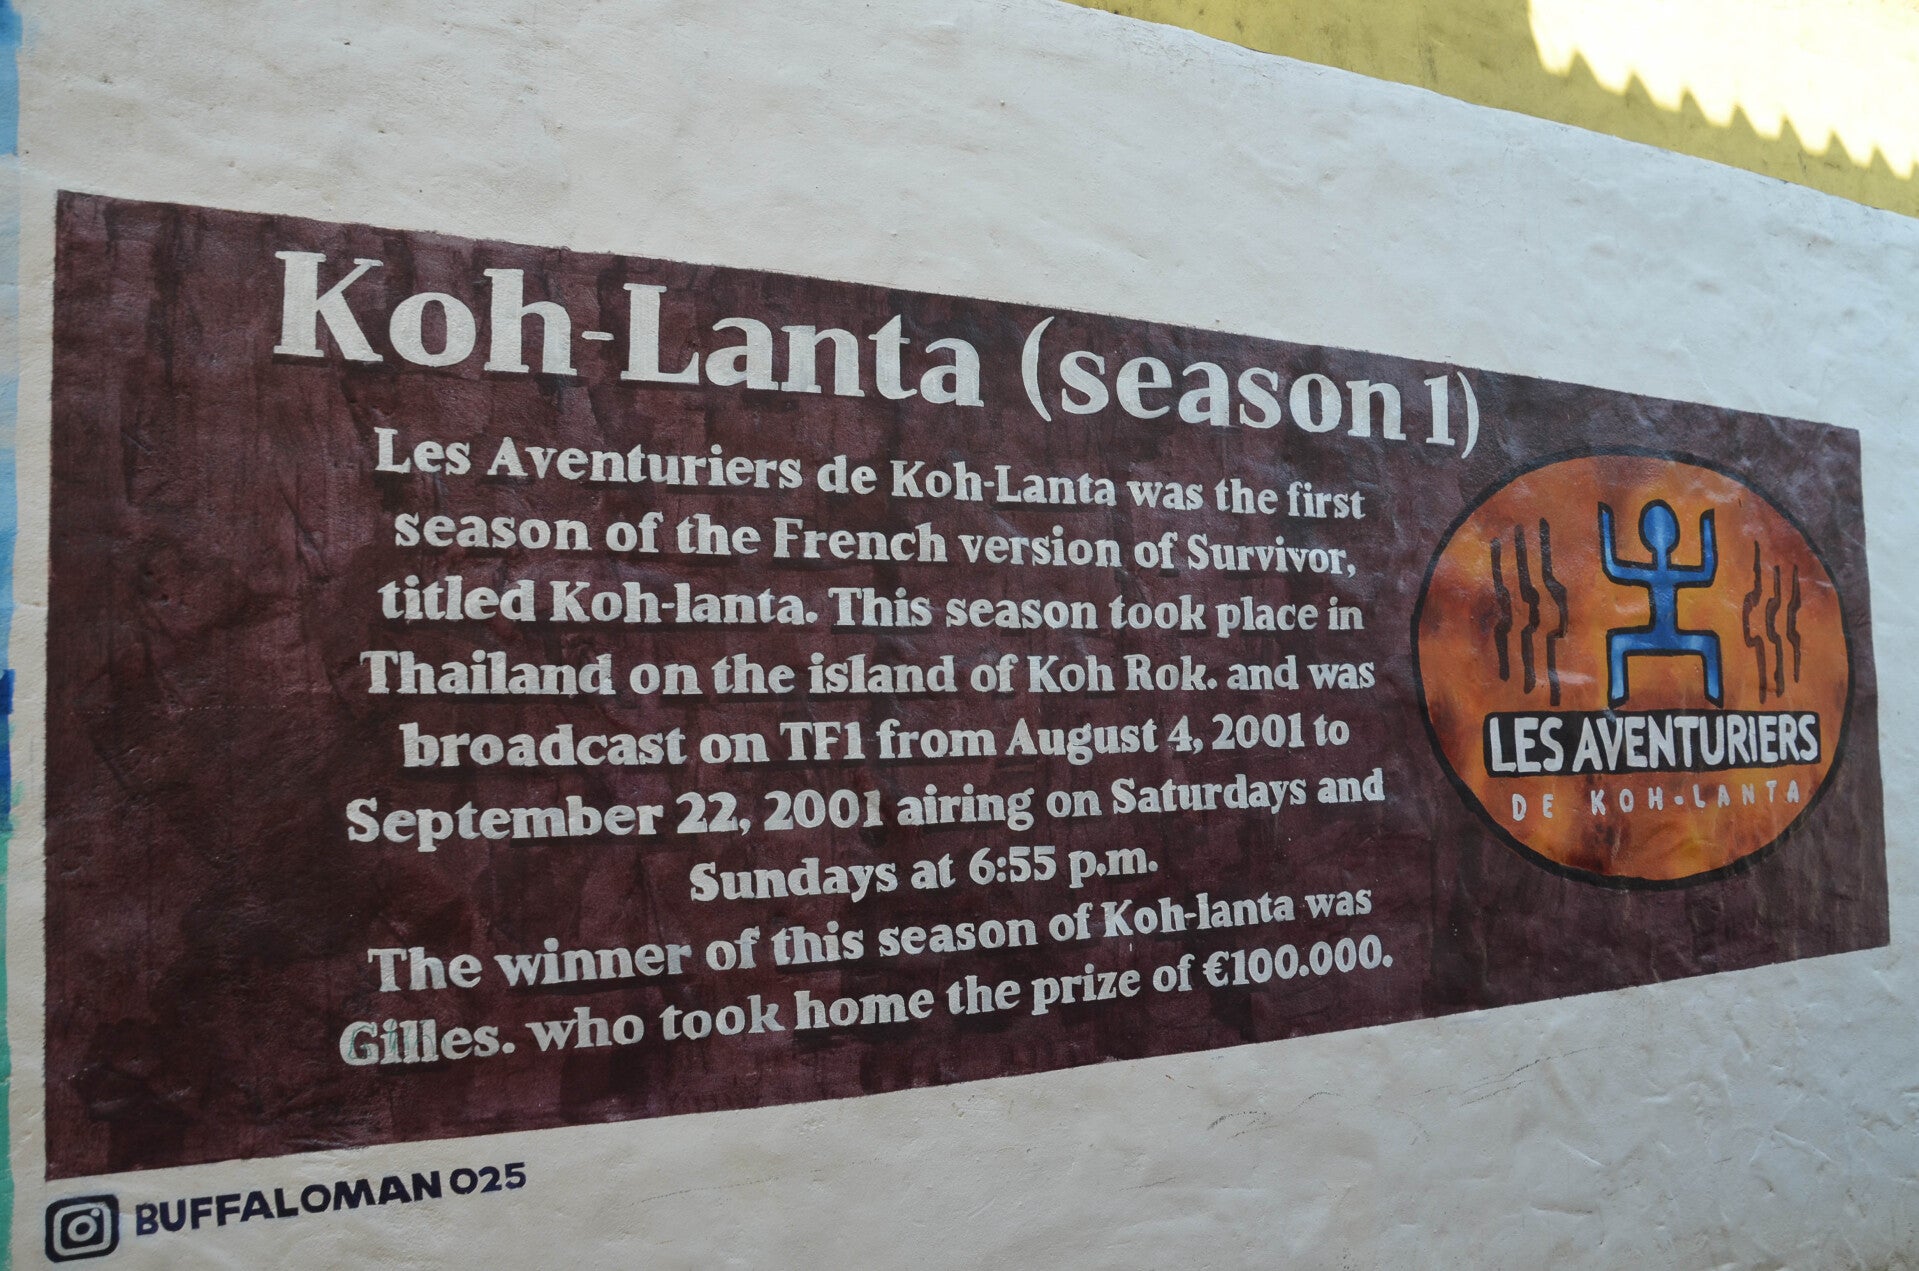 Koh-Lanta (season 1)
Les Aventuriers de Koh-Lanta was the first
season of the French version of Survivor,
titled Koh-lanta. This season took place in
Thailand on the island of Koh Rok. and was
broadcast on TF1 from August 4, 2001 to
September 22, 2001 airing on Saturdays and
Sundays at 6:55 p.m.
The winner of this season of Koh-lanta was
Gilles. who took home the prize of €100.000.
LES AVENTURIERS
DE KOH-LANTA
BUFFALOMAN 025